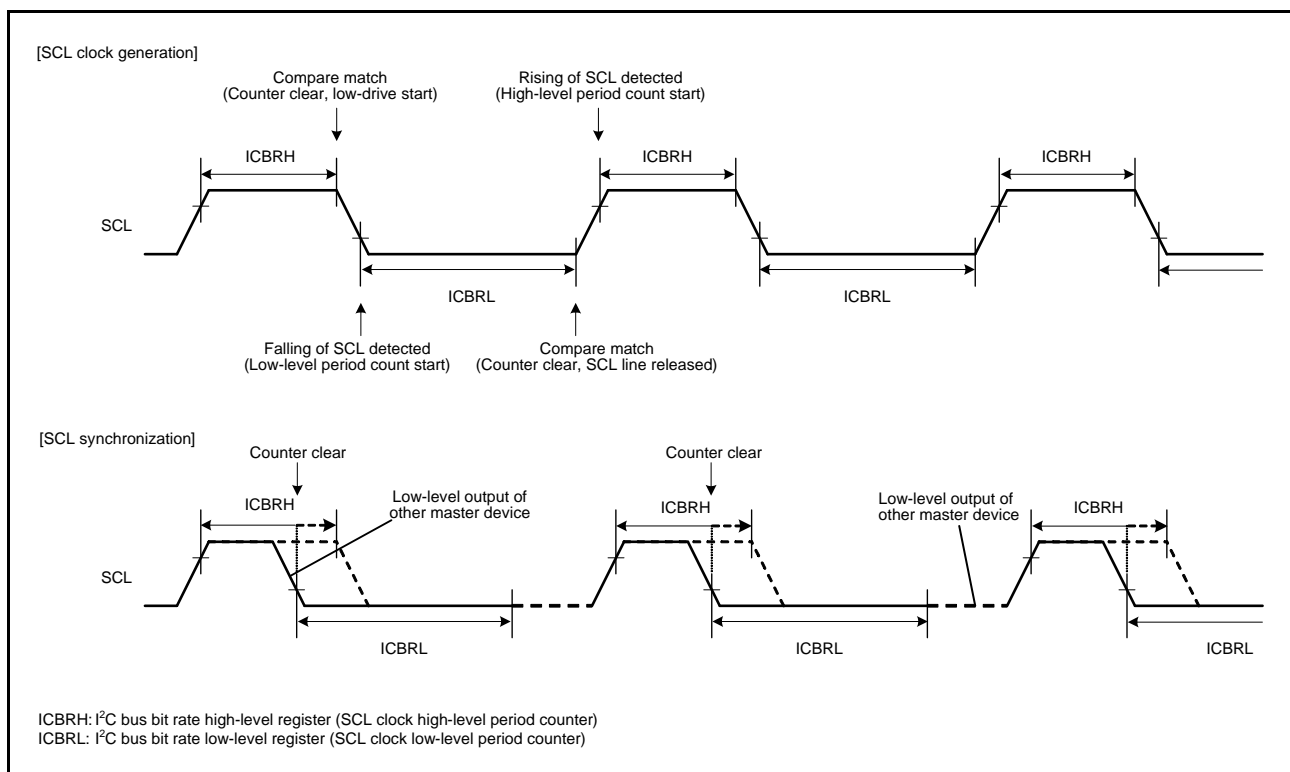 [SCL clock generation]
Compare match
(Counter clear, low-drive start)
Rising of SCL detected
(High-level period count start)
ICBRH
ICBRH
ICBRH
SCL
ICBRL
ICBRL
Falling of SCL detected
(Low-level period count start)
Compare match
(Counter clear, SCL line released)
[SCL synchronization]
Counter clear
Counter clear
ICBRH
Low-level output of
other master device
ICBRH
Low-level output of
other master device
ICBRH
SCL
ICBRL
ICBRL
ICBRL
ICBRH: I²C bus bit rate high-level register (SCL clock high-level period counter)
ICBRL: I²C bus bit rate low-level register (SCL clock low-level period counter)